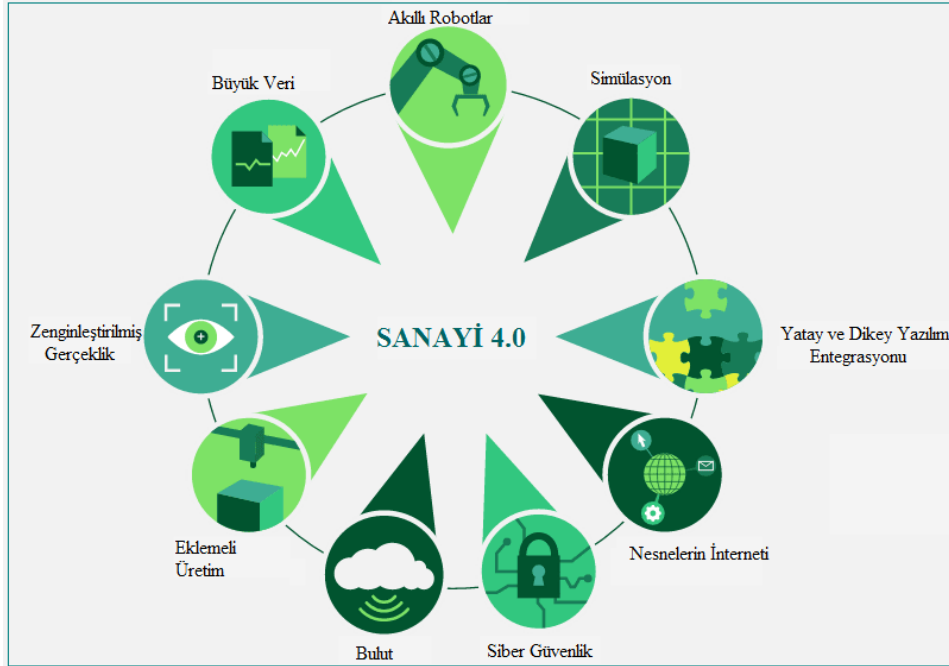 Akıllı Robotlar
Büyük Veri
Simülasyon
Zenginleştirilmiş
Gerçeklik
SANAYİ 4.0
Yatay ve Dikey Yazılım
Entegrasyonu
Eklemeli
Üretim
Nesnelerin İnterneti
Bulut
Siber Güvenlik